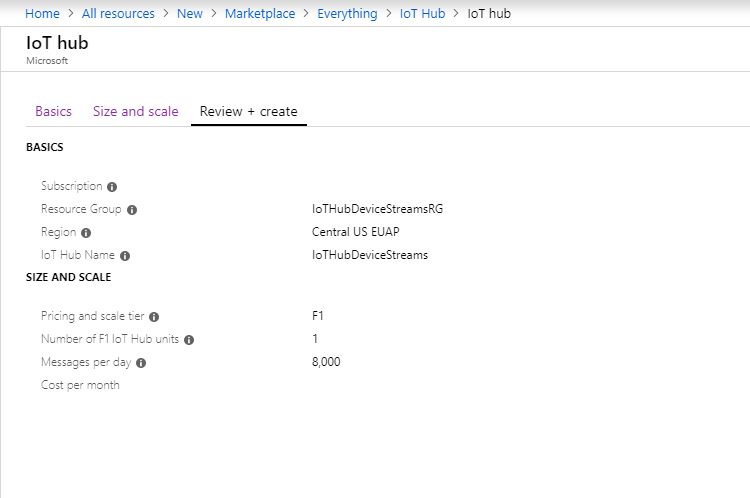 Home > All resources > New > Marketplace > Everything > IoT Hub > IoT hub
IoT hub
Microsoft
Basics Size and scale Review + create
BASICS
Subscription
Resource Group IoTHubDeviceStreamsRG
Region Central US EUAP
IoT Hub Name IoTHubDeviceStreams
SIZE AND SCALE
Pricing and scale tier F1
Number of F1 IoT Hub units 1
Messages per day 8,000
Cost per month